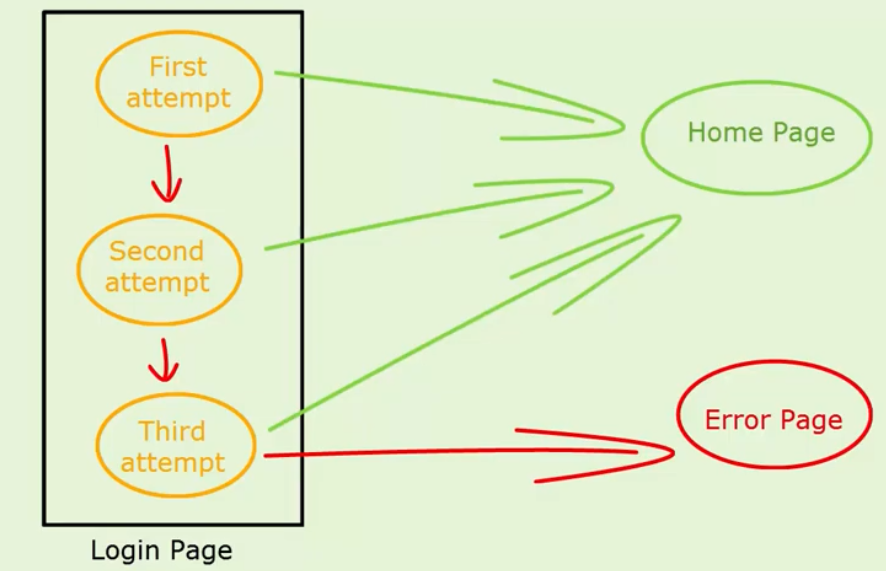 First
attempt
Home Page
Second
attempt
Third
attempt
Error Page
Login Page